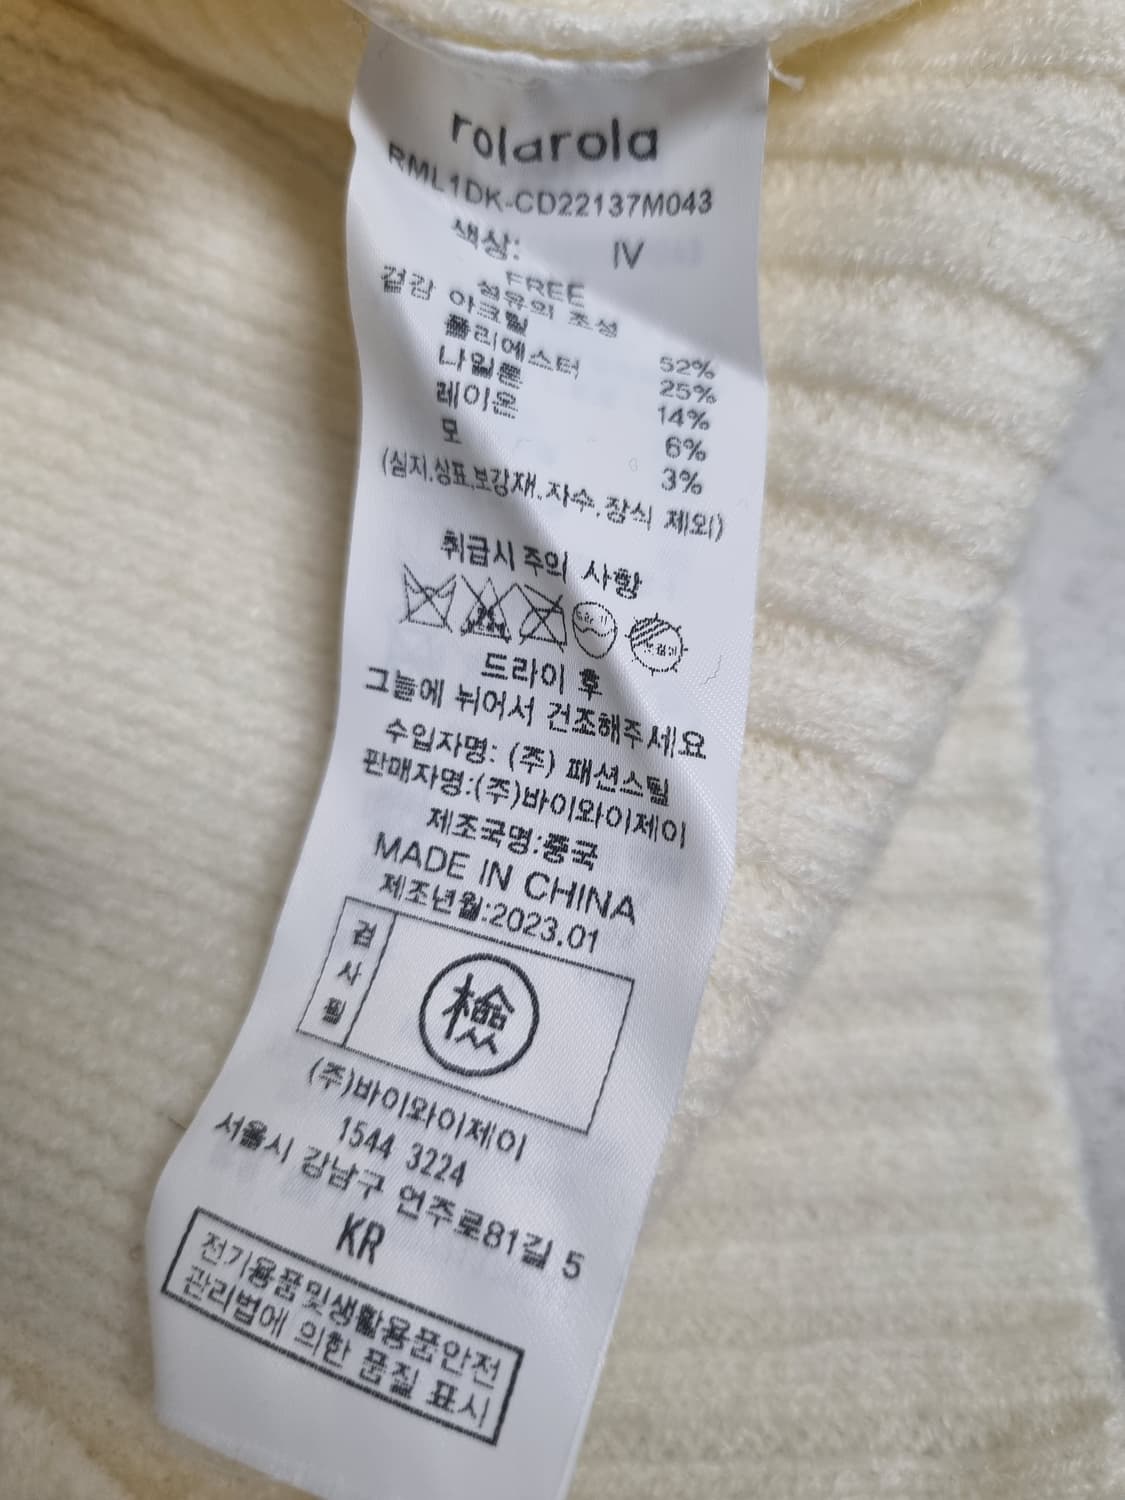 rolarola
RML1DK-CD22137M043
색상: IV
FREE
섬유의 조성
겉감 아크릴 52%
폴리에스터 25%
나일론 14%
레이온 6%
모 3%
(심지.상표.보강재.자수.장식 제외)
취급시 주의 사항
드라이 후
그늘에 뉘어서 건조해주세요
수입자명: (주) 패션스틸
판매자명:(주)바이와이제이
제조국명:중국
MADE IN CHINA
제조년월:2023.01
검사필
檢
(주)바이와이제이
1544 3224
서울시 강남구 언주로81길 5
KR
전기용품및생활용품안전
관리법에 의한 품질 표시